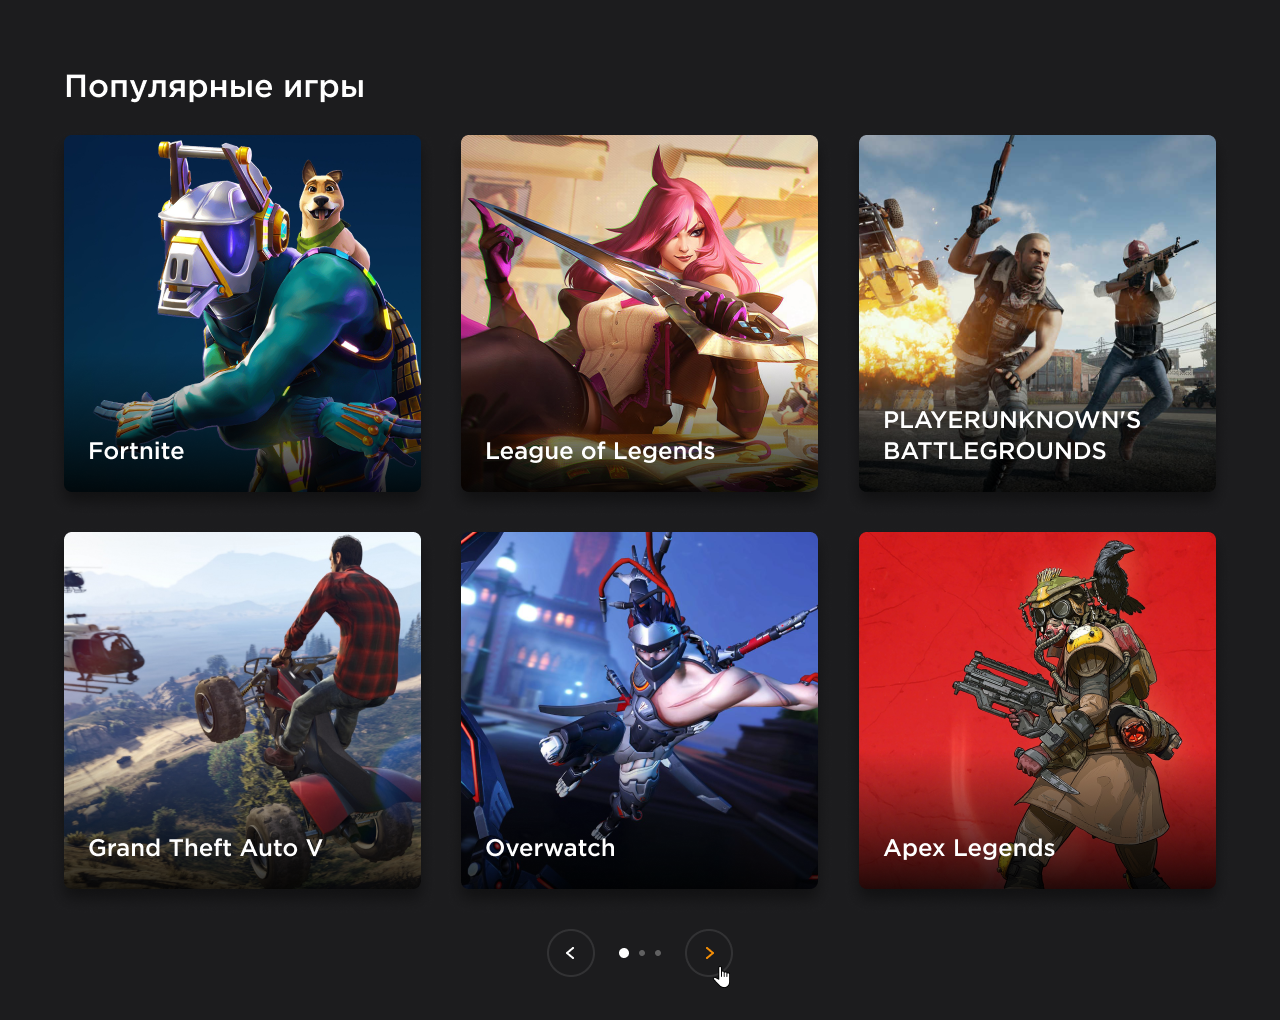 Популярные игры
Fortnite
League of Legends
PLAYERUNKNOWN'S
BATTLEGROUNDS
Grand Theft Auto V
Overwatch
Apex Legends